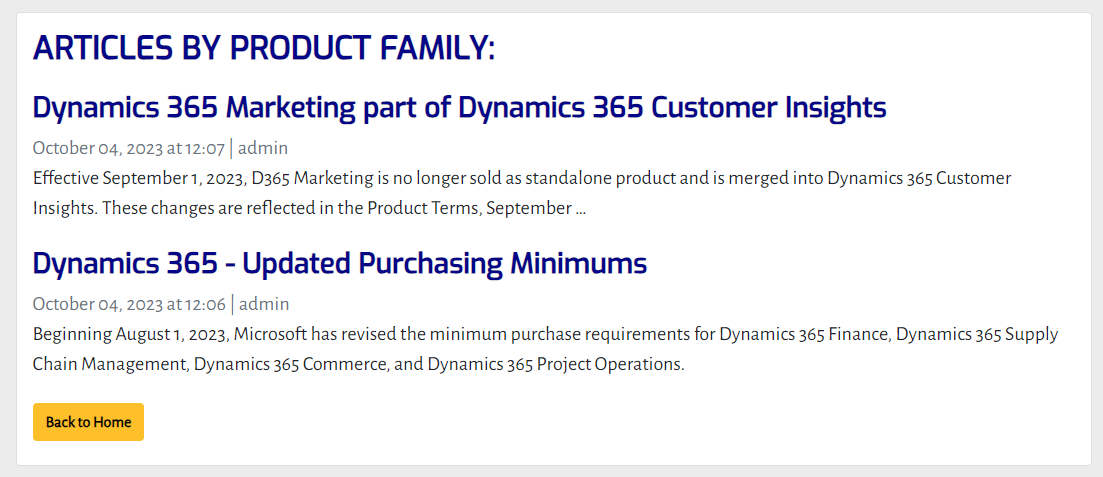 ARTICLES BY PRODUCT FAMILY:
Dynamics 365 Marketing part of Dynamics 365 Customer Insights
October 04, 2023 at 12:07 | admin
Effective September 1, 2023, D365 Marketing is no longer sold as standalone product and is merged into Dynamics 365 Customer
Insights. These changes are reflected in the Product Terms, September ...
Dynamics 365 - Updated Purchasing Minimums
October 04, 2023 at 12:06 | admin
Beginning August 1, 2023, Microsoft has revised the minimum purchase requirements for Dynamics 365 Finance, Dynamics 365 Supply
Chain Management, Dynamics 365 Commerce, and Dynamics 365 Project Operations.
Back to Home